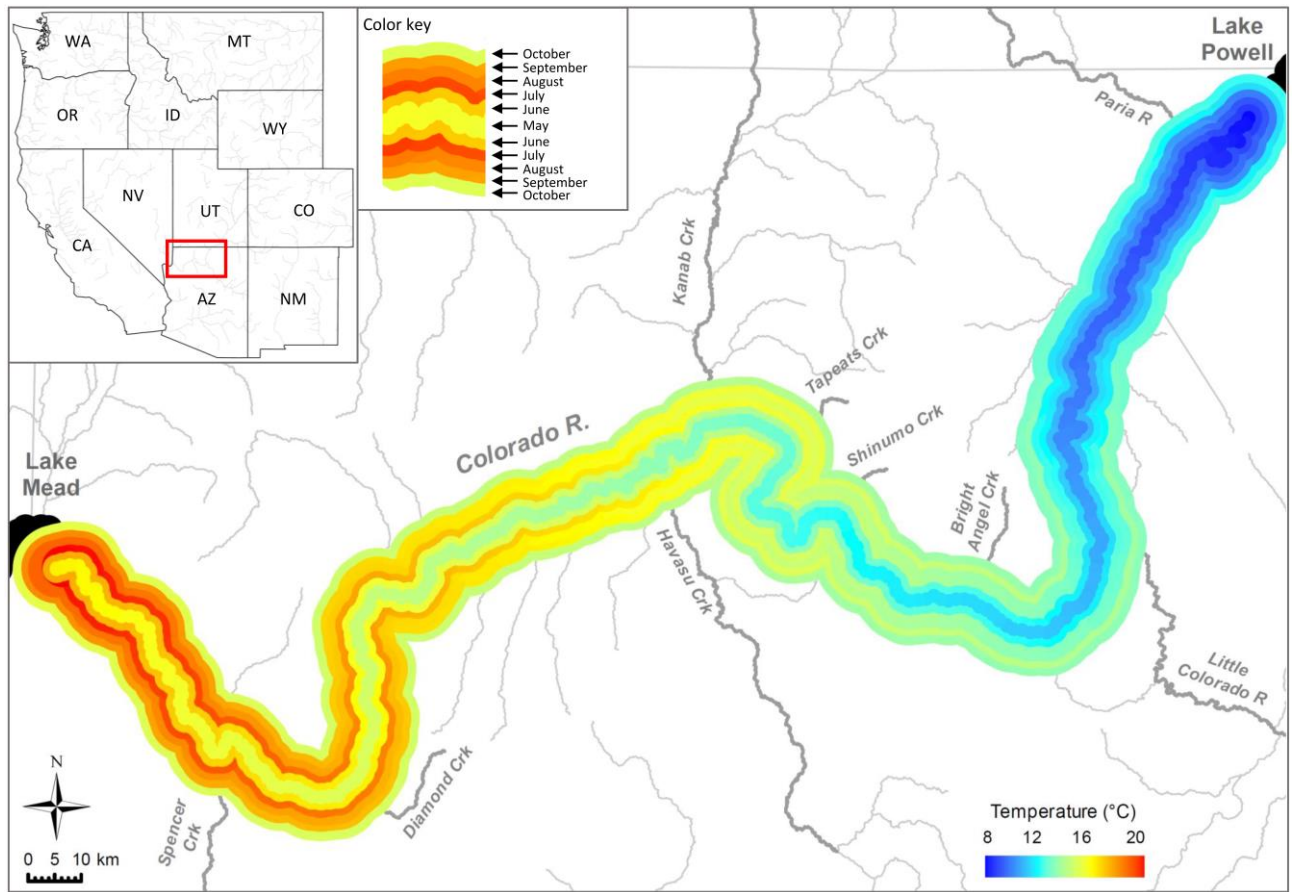 WA
MT
OR
ID
WY
NV
UT
CO
CA
AZ
NM
Color key
October
September
August
July
June
May
June
July
August
September
October
Lake
Powell
Paria R
Kanab Crk
Tapeats Crk
Shinumo Crk
Bright
Angel Crk
Colorado R.
Lake
Mead
Havasu Crk
Little
Colorado R
Diamond Crk
Spencer
Crk
N
0 5 10 km
Temperature (°C)
8 12 16 20